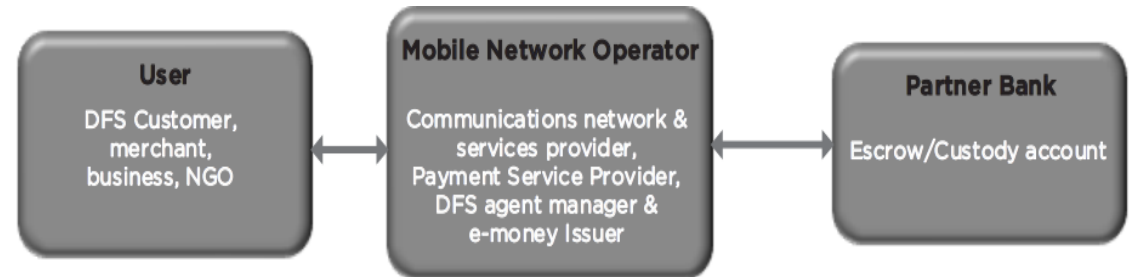 User
DFS Customer,
merchant,
business, NGO
Mobile Network Operator
Communications network &
services provider,
Payment Service Provider,
DFS agent manager &
e-money Issuer
Partner Bank
Escrow/Custody account